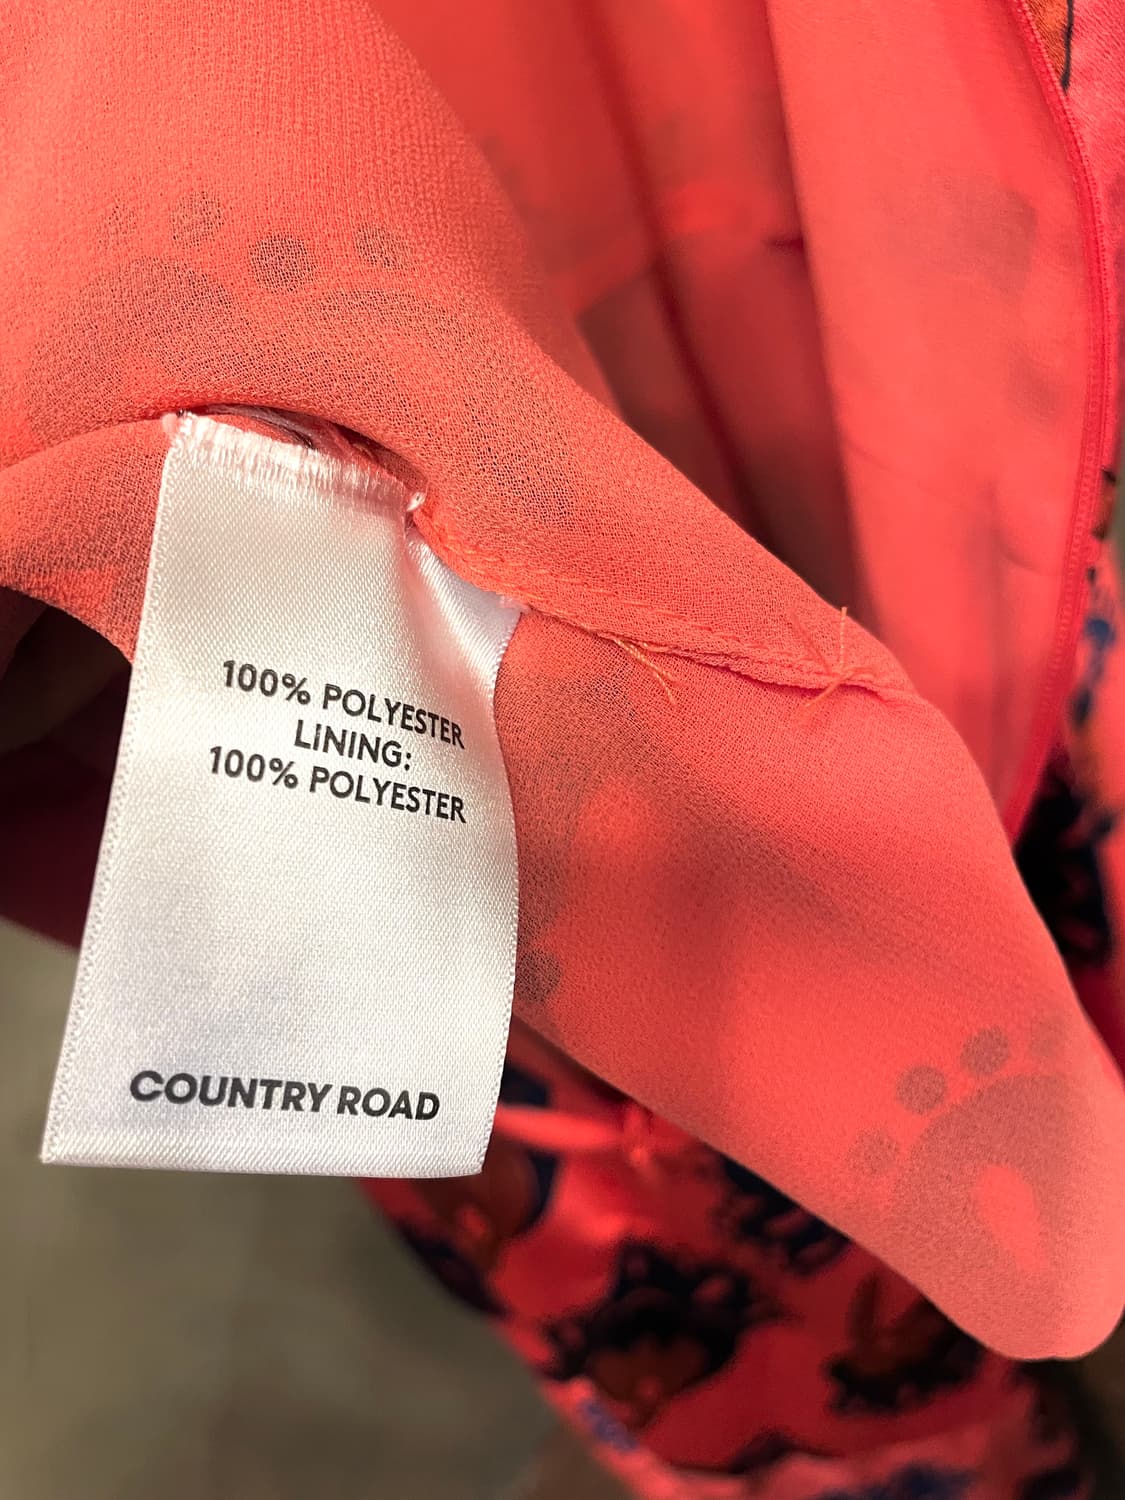 100% POLYESTER
LINING:
100% POLYESTER
COUNTRY ROAD